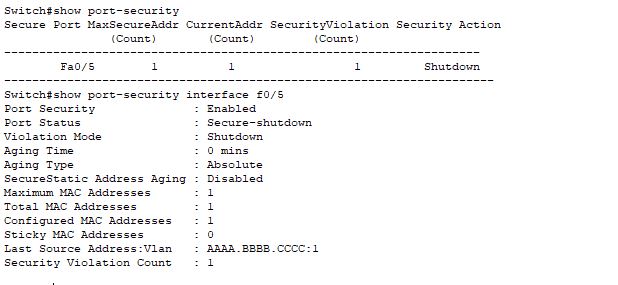 Switch#show port-security
Secure Port MaxSecureAddr CurrentAddr SecurityViolation Security Action
(Count) (Count) (Count)
---------------------------------------------------------------------
Fa0/5 1 1 1 Shutdown
---------------------------------------------------------------------
Switch#show port-security interface f0/5
Port Security : Enabled
Port Status : Secure-shutdown
Violation Mode : Shutdown
Aging Time : 0 mins
Aging Type : Absolute
SecureStatic Address Aging : Disabled
Maximum MAC Addresses : 1
Total MAC Addresses : 1
Configured MAC Addresses : 1
Sticky MAC Addresses : 0
Last Source Address:Vlan : AAAA.BBBB.CCCC:1
Security Violation Count : 1